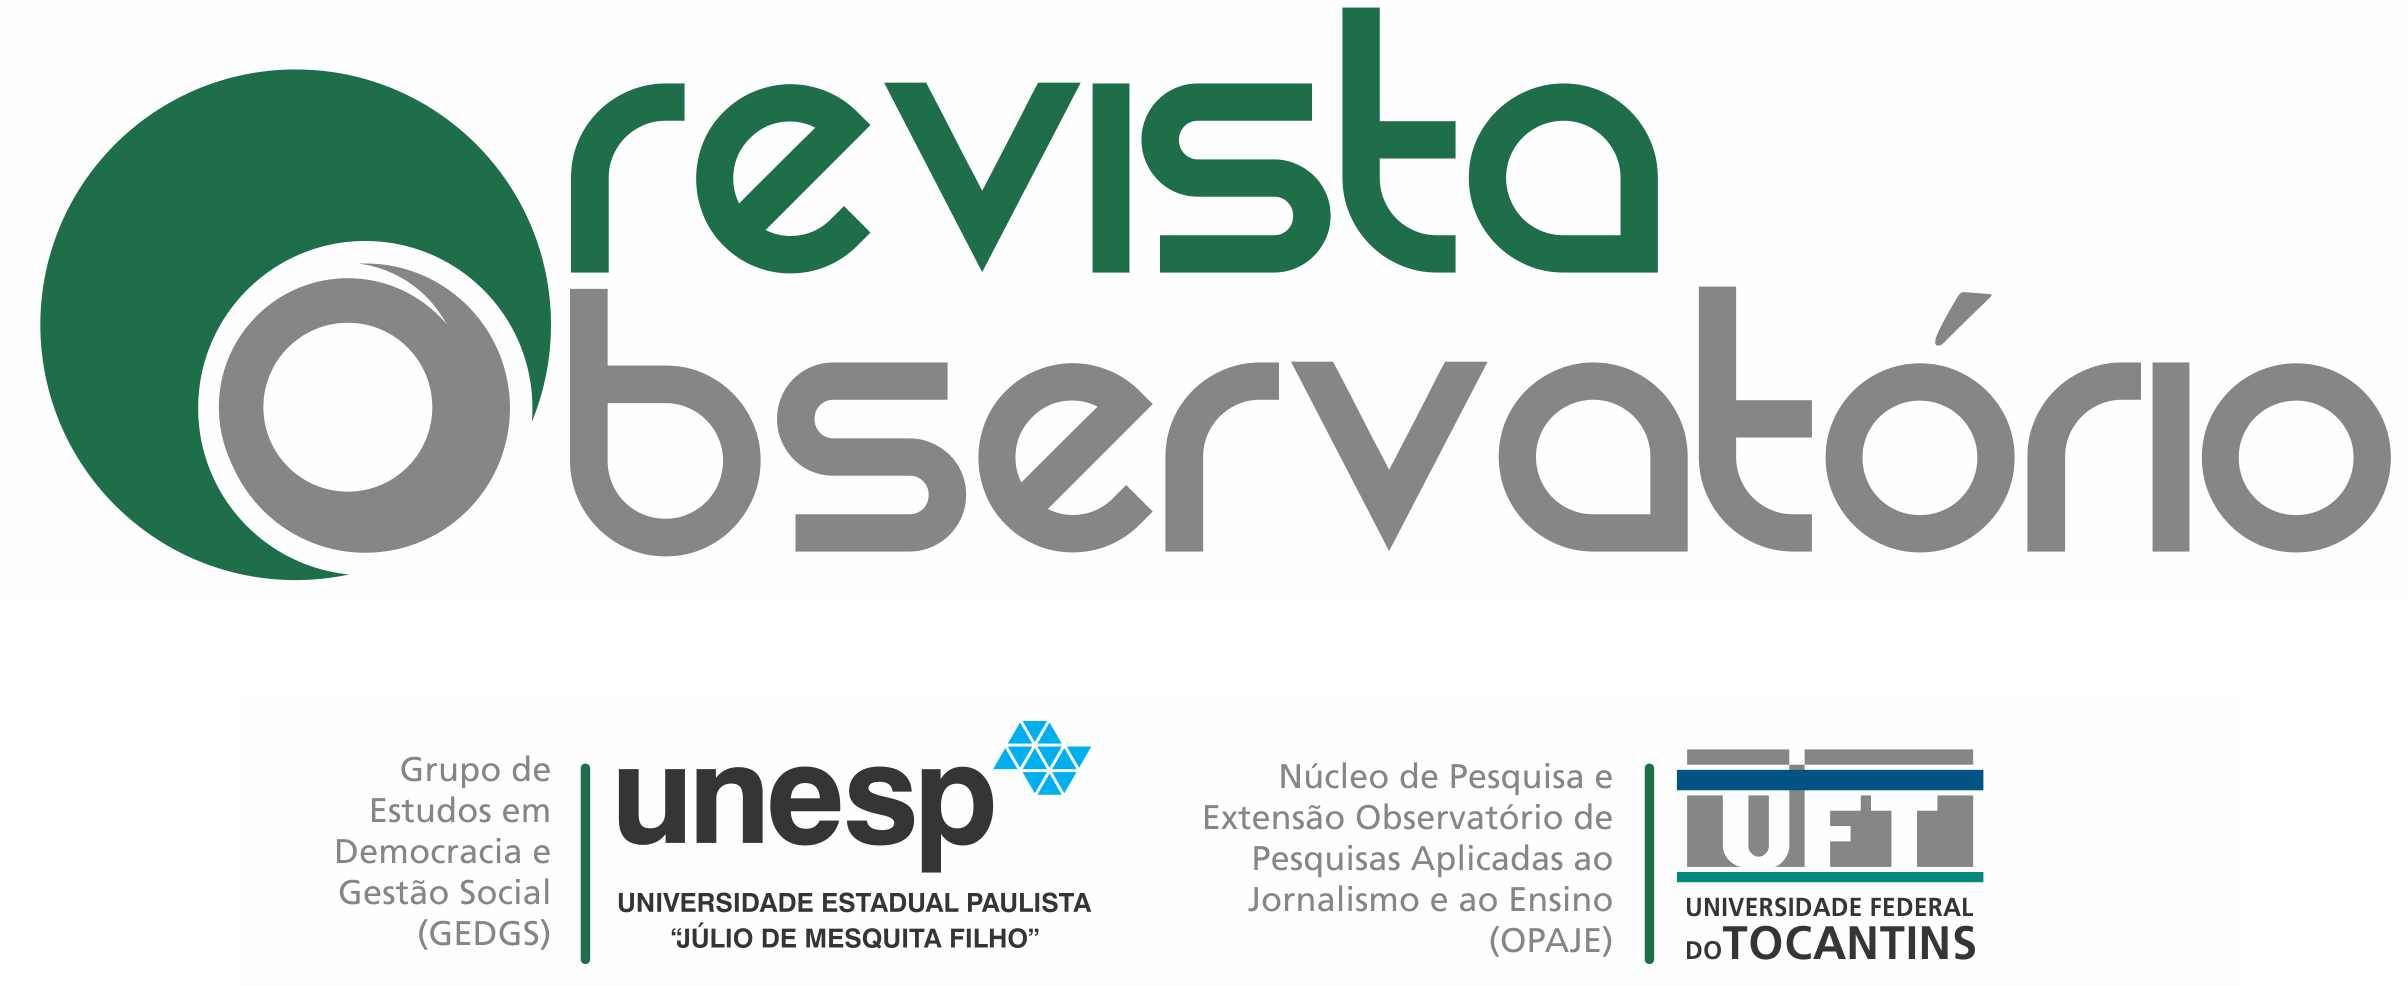 revista
Observatório
Grupo de
Estudos em
Democracia e
Gestão Social
(GEDGS)
unesp
UNIVERSIDADE ESTADUAL PAULISTA
“JÚLIO DE MESQUITA FILHO”
Núcleo de Pesquisa e
Extensão Observatório de
Pesquisas Aplicadas ao
Jornalismo e ao Ensino
(OPAJE)
UFT
UNIVERSIDADE FEDERAL
DO TOCANTINS